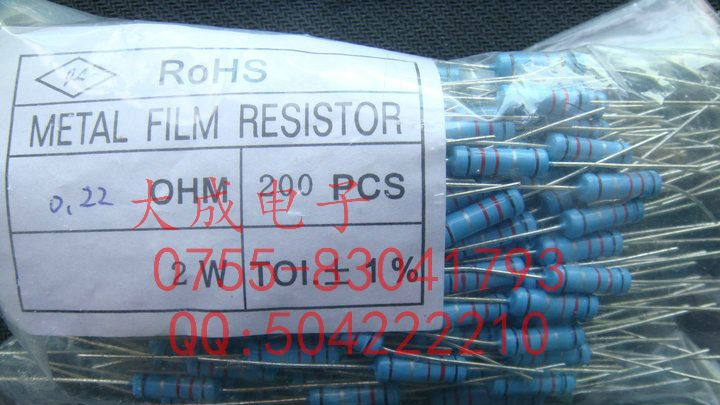 RoHS
METAL FILM RESISTOR
0,22 OHM 200 PCS
2 W TOl. ± 1 %
大成电子
0755-83041793
QQ:504222210